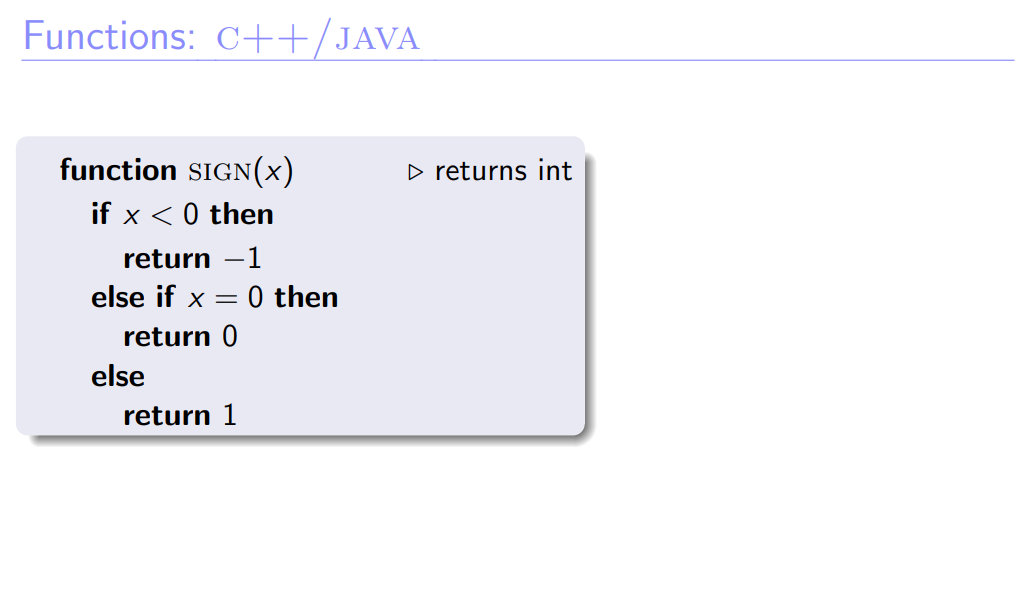 Functions: C++/JAVA
function SIGN(x) ▷ returns int
if x < 0 then
return −1
else if x = 0 then
return 0
else
return 1